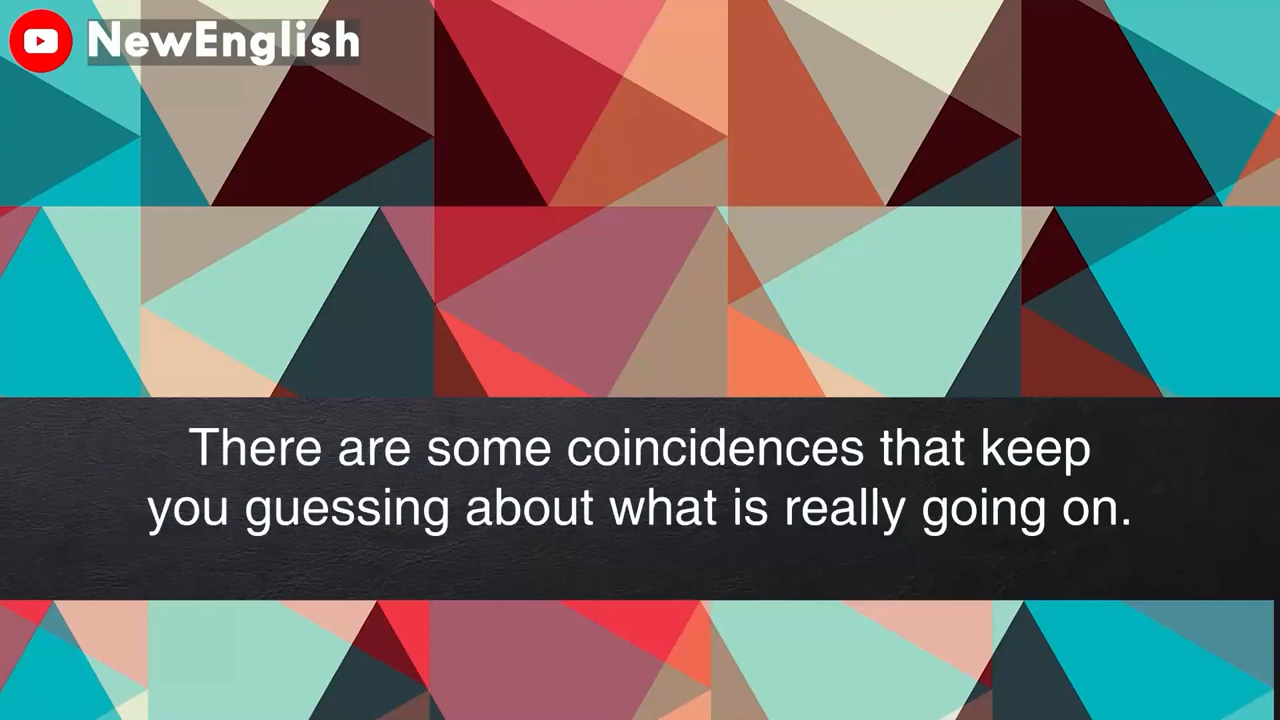 NewEnglish
There are some coincidences that keep
you guessing about what is really going on.